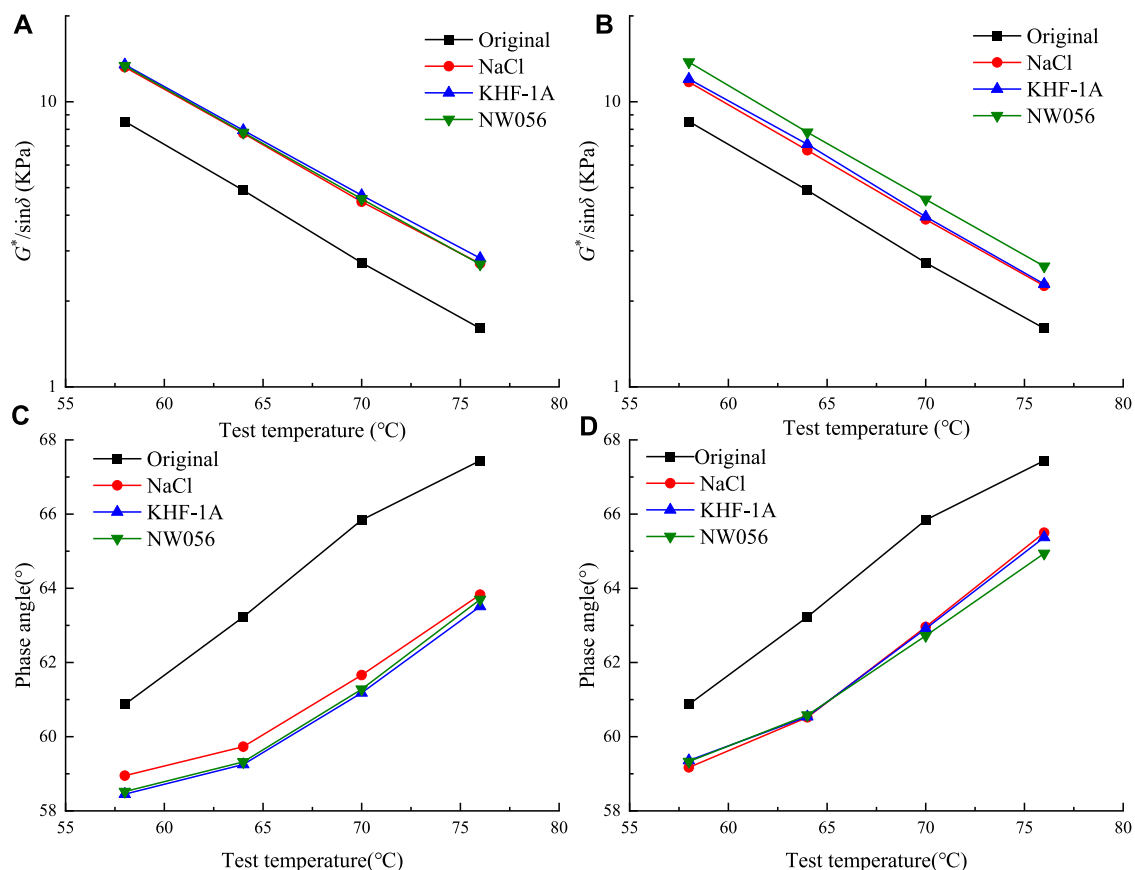 A
Original
NaCl
KHF-1A
NW056
10
1
G*/sinδ (KPa)
55 60 65 70 75 80
Test temperature (℃)
B
Original
NaCl
KHF-1A
NW056
10
1
G*/sinδ (KPa)
55 60 65 70 75 80
Test temperature (℃)
C
Original
NaCl
KHF-1A
NW056
68
66
64
62
60
58
Phase angle(°)
55 60 65 70 75 80
Test temperature(℃)
D
Original
NaCl
KHF-1A
NW056
68
66
64
62
60
58
Phase angle(°)
55 60 65 70 75 80
Test temperature(℃)